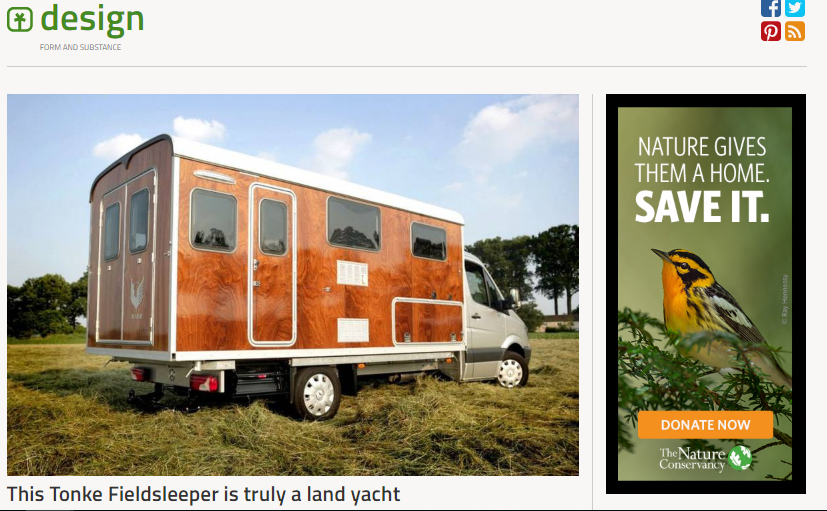 design
FORM AND SUBSTANCE
NATURE GIVES
THEM A HOME.
SAVE IT.
DONATE NOW
The Nature
Conservancy
This Tonke Fieldsleeper is truly a land yacht